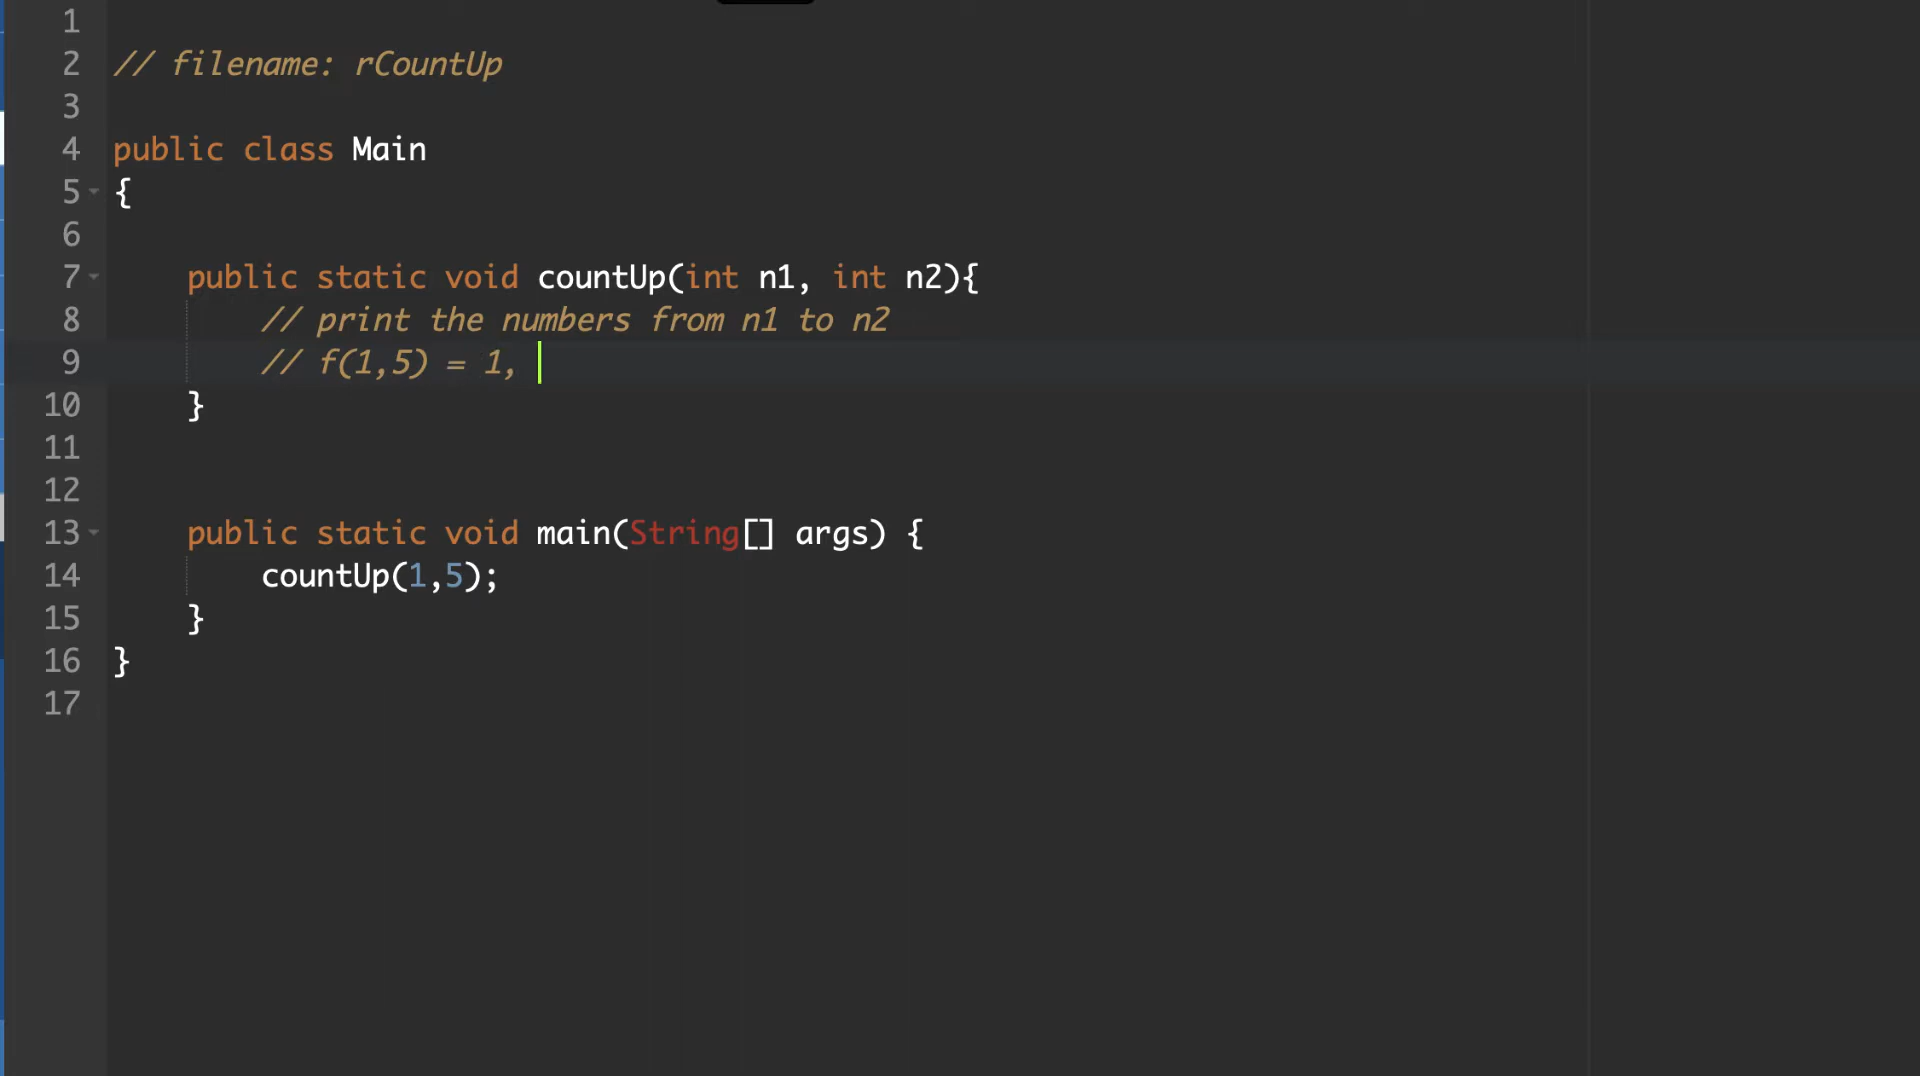 1
2 // filename: rCountUp
3
4 public class Main
5 {
6
7 public static void countUp(int n1, int n2){
8 // print the numbers from n1 to n2
9 // f(1,5) = 1,
10 }
11
12
13 public static void main(String[] args) {
14 countUp(1,5);
15 }
16 }
17